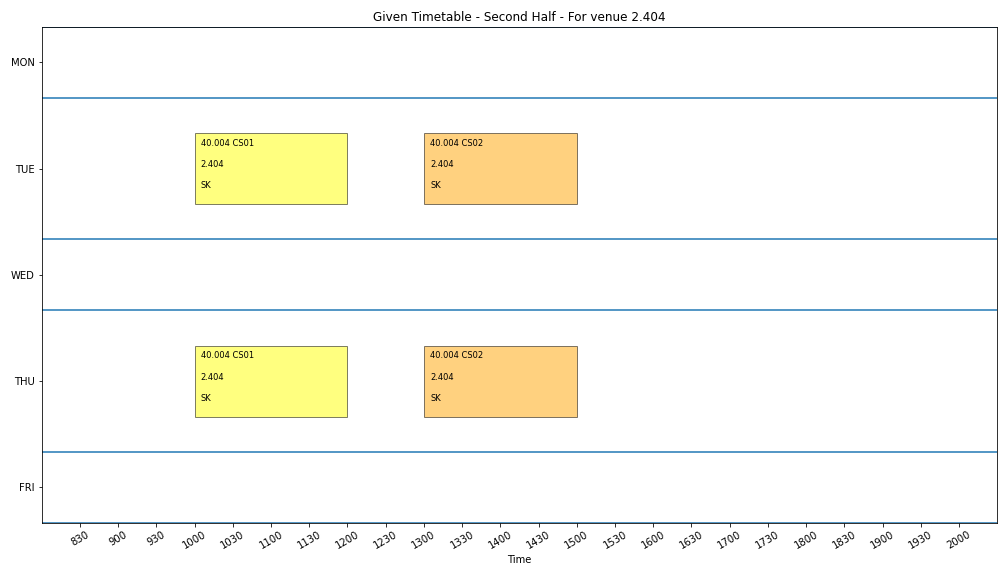 Given Timetable - Second Half - For venue 2.404
MON
TUE
40.004 CS01
2.404
SK
40.004 CS02
2.404
SK
WED
THU
40.004 CS01
2.404
SK
40.004 CS02
2.404
SK
FRI
830 900 930 1000 1030 1100 1130 1200 1230 1300 1330 1400 1430 1500 1530 1600 1630 1700 1730 1800 1830 1900 1930 2000
Time